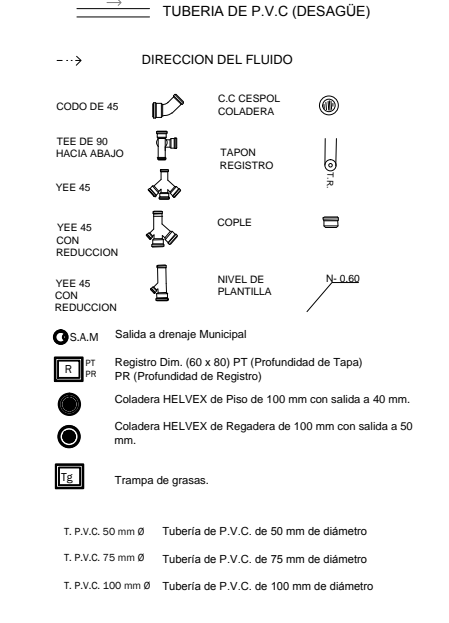 TUBERIA DE P.V.C (DESAGÜE)
DIRECCION DEL FLUIDO
CODO DE 45
TEE DE 90
HACIA ABAJO
YEE 45
YEE 45
CON
REDUCCION
YEE 45
CON
REDUCCION
C.C CESPOL
COLADERA
TAPON
REGISTRO
T.R.
COPLE
NIVEL DE
PLANTILLA
N- 0.60
S.A.M Salida a drenaje Municipal
R PT
PR
Registro Dim. (60 x 80) PT (Profundidad de Tapa)
PR (Profundidad de Registro)
Coladera HELVEX de Piso de 100 mm con salida a 40 mm.
Coladera HELVEX de Regadera de 100 mm con salida a 50
mm.
Tg Trampa de grasas.
T. P.V.C. 50 mm Ø Tubería de P.V.C. de 50 mm de diámetro
T. P.V.C. 75 mm Ø Tubería de P.V.C. de 75 mm de diámetro
T. P.V.C. 100 mm Ø Tubería de P.V.C. de 100 mm de diámetro